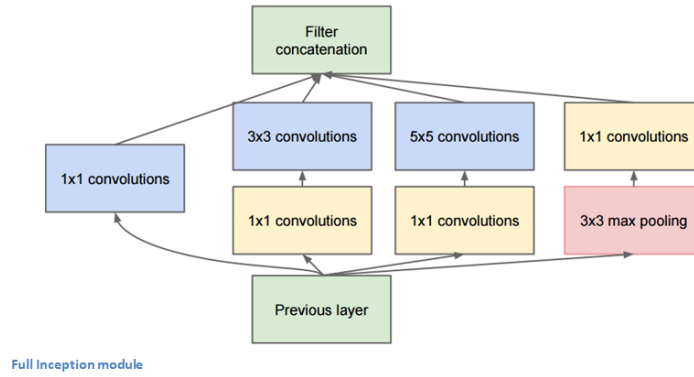 Filter
concatenation
3x3 convolutions
5x5 convolutions
1x1 convolutions
1x1 convolutions
1x1 convolutions
1x1 convolutions
3x3 max pooling
Previous layer
Full Inception module